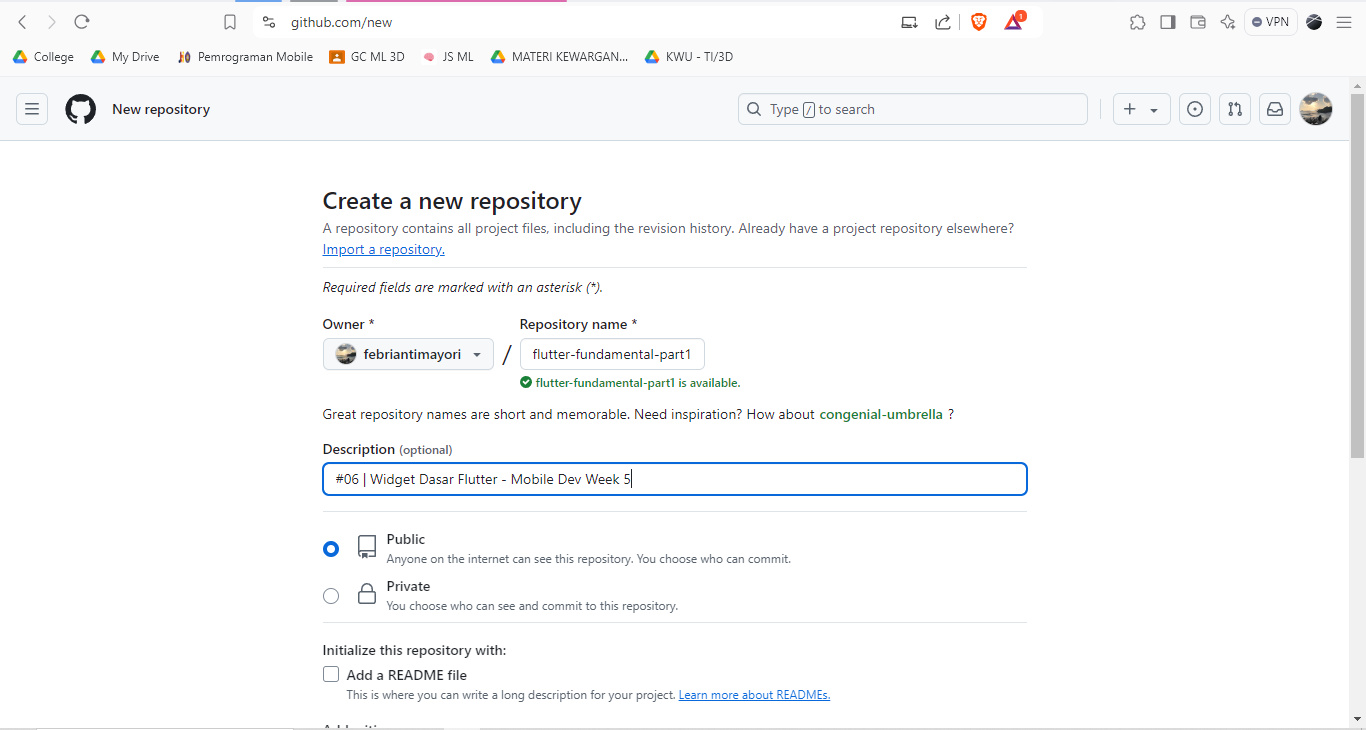 github.com/new
1
VPN
College
My Drive
Pemrograman Mobile
GC ML 3D
JS ML
MATERI KEWARGAN...
KWU - TI/3D
New repository
Type / to search
Create a new repository
A repository contains all project files, including the revision history. Already have a project repository elsewhere?
Import a repository.
Required fields are marked with an asterisk (*).
Owner *
Repository name *
febriantimayori
/
flutter-fundamental-part1
flutter-fundamental-part1 is available.
Great repository names are short and memorable. Need inspiration? How about congenial-umbrella ?
Description (optional)
#06 | Widget Dasar Flutter - Mobile Dev Week 5
Public
Anyone on the internet can see this repository. You choose who can commit.
Private
You choose who can see and commit to this repository.
Initialize this repository with:
Add a README file
This is where you can write a long description for your project. Learn more about READMEs.